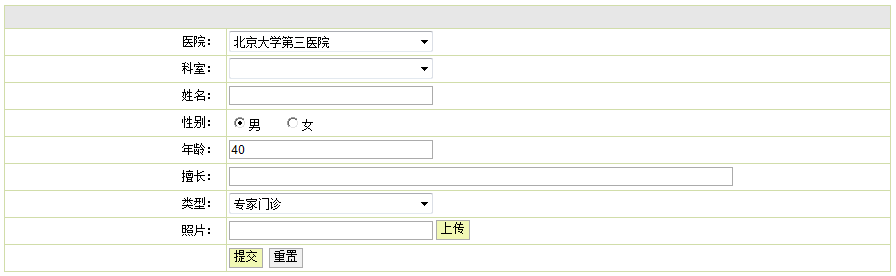 医院： 北京大学第三医院
科室：
姓名：
性别： 男 女
年龄： 40
擅长：
类型： 专家门诊
照片： 上传
提交 重置